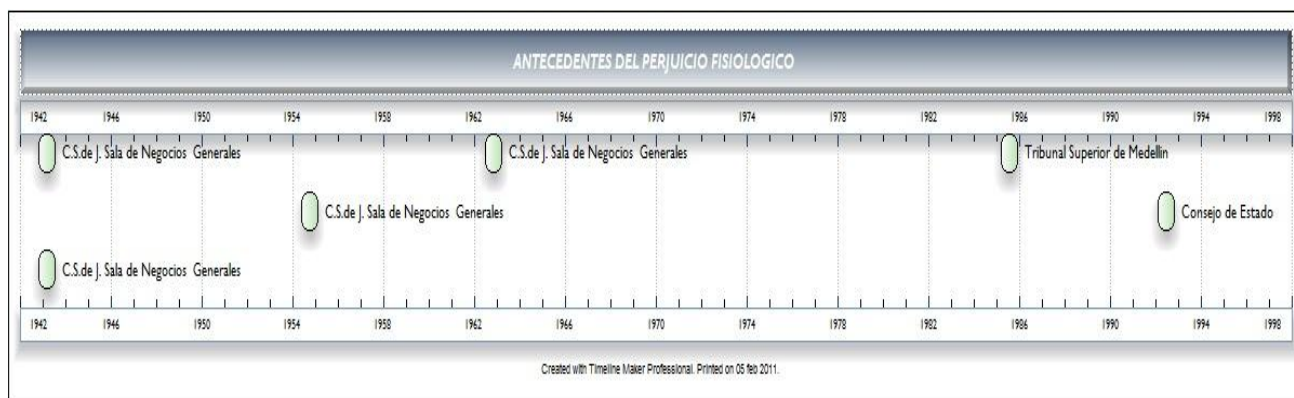 ANTECEDENTES DEL PERJUICIO FISIOLOGICO
1942 1946 1950 1954 1958 1962 1966 1970 1974 1978 1982 1986 1990 1994 1998
C.S.de J. Sala de Negocios Generales C.S.de J. Sala de Negocios Generales Tribunal Superior de Medellin
C.S.de J. Sala de Negocios Generales Consejo de Estado
C.S.de J. Sala de Negocios Generales
1942 1946 1950 1954 1958 1962 1966 1970 1974 1978 1982 1986 1990 1994 1998
Created with Timeline Maker Professional. Printed on 05 feb 2011.